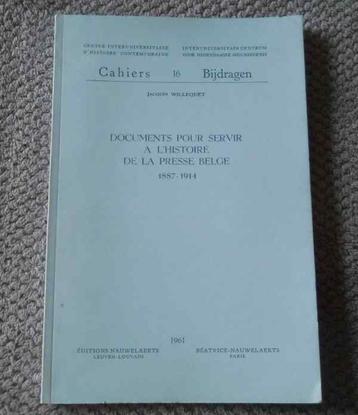 CENTRE INTERUNIVERSITAIRE D'HISTOIRE CONTEMPORAINE
INTERUNIVERSITAIR CENTRUM VOOR HEDENDAAGSE GESCHIEDENIS
Cahiers 16 Bijdragen
JACQUES WILLEQUET
DOCUMENTS POUR SERVIR
A L'HISTOIRE
DE LA PRESSE BELGE
1887-1914
1961
ÉDITIONS NAUWELAERTS BÉATRICE-NAUWELAERTS
LEUVEN-LOUVAIN PARIS